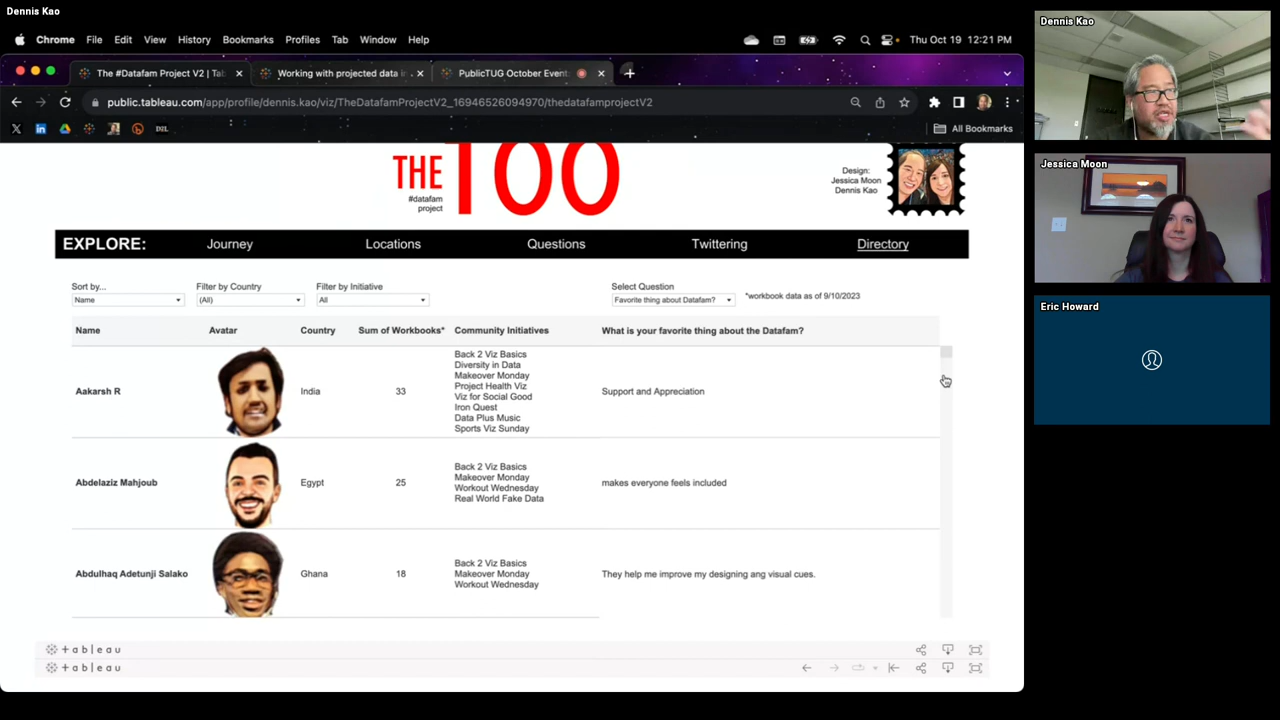 Dennis Kao
Chrome File Edit View History Bookmarks Profiles Tab Window Help
Thu Oct 19 12:21 PM
The #Datafam Project V2 | Tab
Working with projected data in
PublicTUG October Event
public.tableau.com/app/profile/dennis.kao/viz/TheDatafamProjectV2_16946526094970/thedatafamprojectV2
All Bookmarks
THE 100
#datafam
project
Design:
Jessica Moon
Dennis Kao
EXPLORE: Journey Locations Questions Twittering Directory
Sort by... Filter by Country Filter by Initiative Select Question
Name (All) All Favorite thing about Datafam? *workbook data as of 9/10/2023
Name Avatar Country Sum of Workbooks* Community Initiatives What is your favorite thing about the Datafam?
Aakarsh R India 33
Back 2 Viz Basics
Diversity in Data
Makeover Monday
Project Health Viz
Viz for Social Good
Iron Quest
Data Plus Music
Sports Viz Sunday
Support and Appreciation
Abdelaziz Mahjoub Egypt 25
Back 2 Viz Basics
Makeover Monday
Workout Wednesday
Real World Fake Data
makes everyone feels included
Abdulhaq Adetunji Salako Ghana 18
Back 2 Viz Basics
Makeover Monday
Workout Wednesday
They help me improve my designing ang visual cues.
+ a b l e a u
+ a b l e a u
Dennis Kao
Jessica Moon
Eric Howard